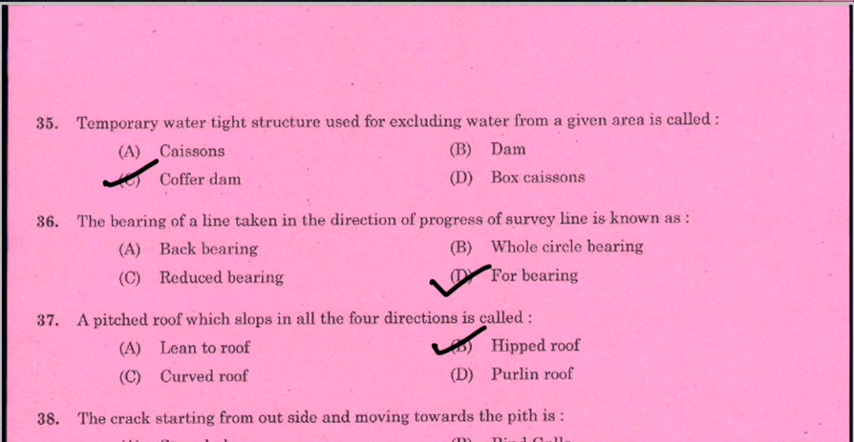 35. Temporary water tight structure used for excluding water from a given area is called :
(A) Caissons (B) Dam
(C) Coffer dam (D) Box caissons
36. The bearing of a line taken in the direction of progress of survey line is known as :
(A) Back bearing (B) Whole circle bearing
(C) Reduced bearing (D) For bearing
37. A pitched roof which slops in all the four directions is called :
(A) Lean to roof (B) Hipped roof
(C) Curved roof (D) Purlin roof
38. The crack starting from out side and moving towards the pith is :